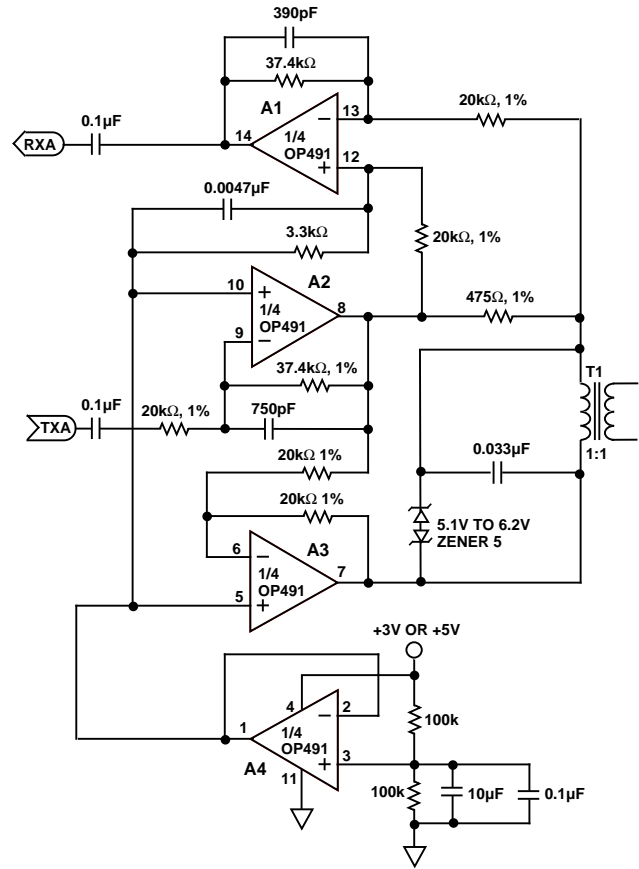 390pF
37.4kΩ
A1
20kΩ, 1%
0.1µF
RXA
14
1/4
OP491
13
12
0.0047µF
3.3kΩ
20kΩ, 1%
A2
10
1/4
OP491
9
8
475Ω, 1%
37.4kΩ, 1%
T1
TXA
0.1µF
20kΩ, 1%
750pF
1:1
20kΩ 1%
0.033µF
20kΩ 1%
5.1V TO 6.2V
ZENER 5
A3
6
1/4
OP491
5
7
+3V OR +5V
4
2
1
1/4
OP491
3
A4
11
100k
100k
10µF
0.1µF